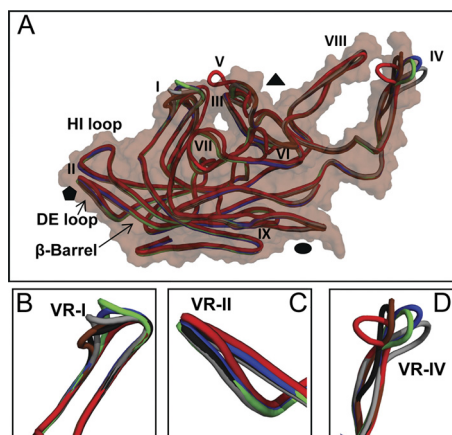 A
V
VIII
IV
I
III
HI loop
VII
VI
II
DE loop
IX
β-Barrel
B
VR-I
VR-II
C
D
VR-IV